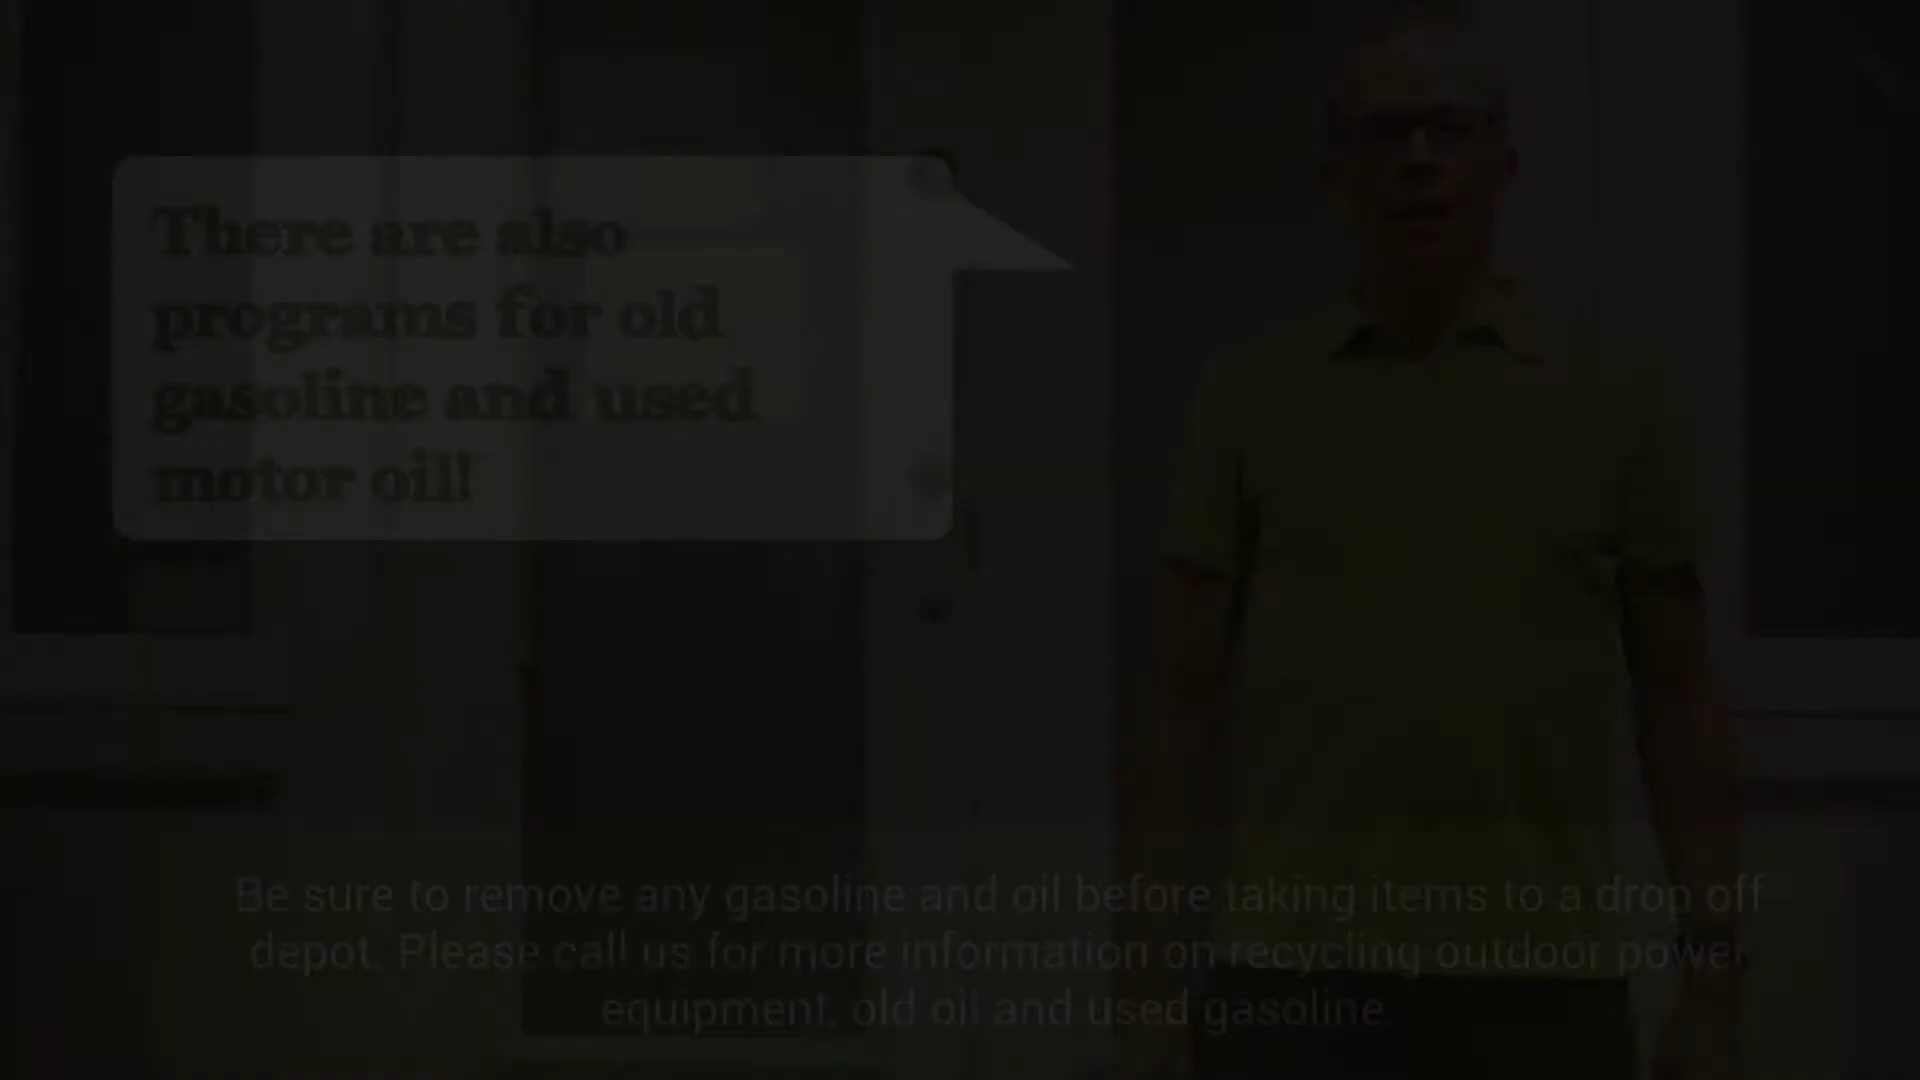 There are also
programs for old
gasoline and used
motor oil!
Be sure to remove any gasoline and oil before taking items to a drop off
depot. Please call us for more information on recycling outdoor power
equipment, old oil and used gasoline.